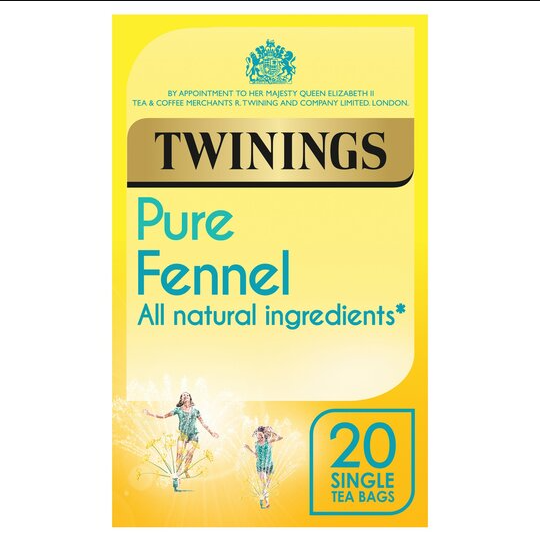 BY APPOINTMENT TO HER MAJESTY QUEEN ELIZABETH II
TEA & COFFEE MERCHANTS R. TWINING AND COMPANY LIMITED. LONDON.
TWININGS
Pure
Fennel
All natural ingredients*
20
SINGLE
TEA BAGS